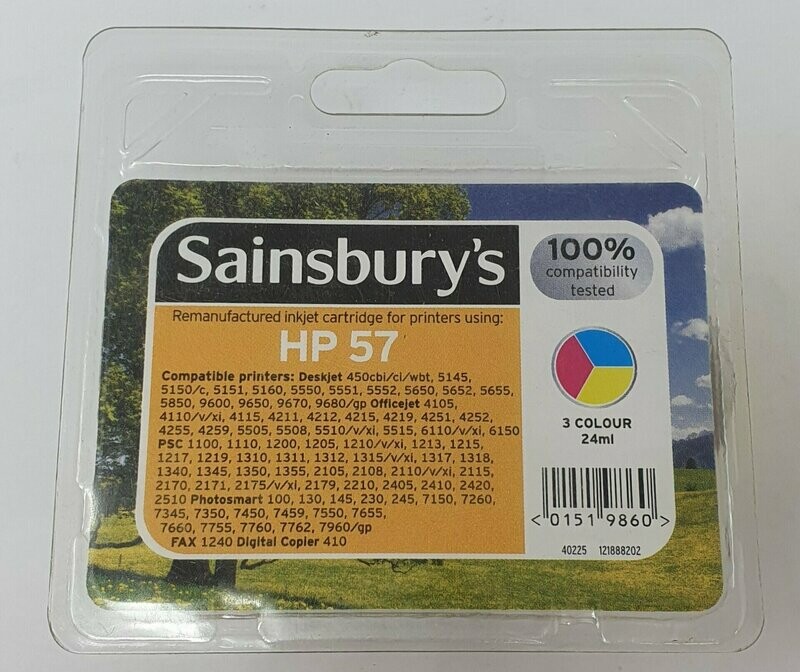 Sainsbury's
100%
compatibility
tested
Remanufactured inkjet cartridge for printers using:
HP 57
Compatible printers: Deskjet 450cbi/ci/wbt, 5145,
5150/c, 5151, 5160, 5550, 5551, 5552, 5650, 5652, 5655,
5850, 9600, 9650, 9670, 9680/gp Officejet 4105,
4110/v/xi, 4115, 4211, 4212, 4215, 4219, 4251, 4252,
4255, 4259, 5505, 5508, 5510/v/xi, 5515, 6110/v/xi, 6150
PSC 1100, 1110, 1200, 1205, 1210/v/xi, 1213, 1215,
1217, 1219, 1310, 1311, 1312, 1315/v/xi, 1317, 1318,
1340, 1345, 1350, 1355, 2105, 2108, 2110/v/xi, 2115,
2170, 2171, 2175/v/xi, 2179, 2210, 2405, 2410, 2420,
2510 Photosmart 100, 130, 145, 230, 245, 7150, 7260,
7345, 7350, 7450, 7459, 7550, 7655,
7660, 7755, 7760, 7762, 7960/gp
FAX 1240 Digital Copier 410
3 COLOUR
24ml
<0151 9860>
40225 121888202